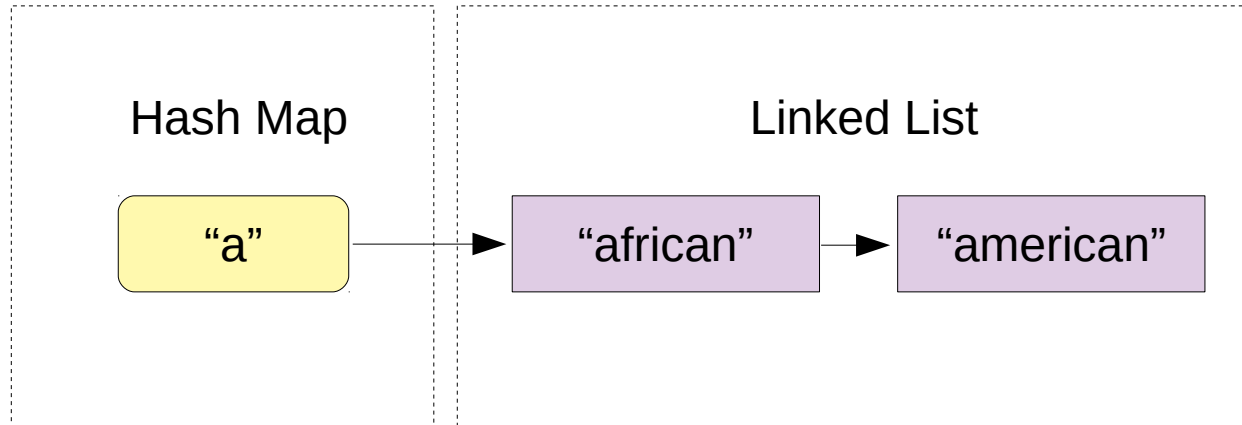 Hash Map
Linked List
“a”
“african”
“american”